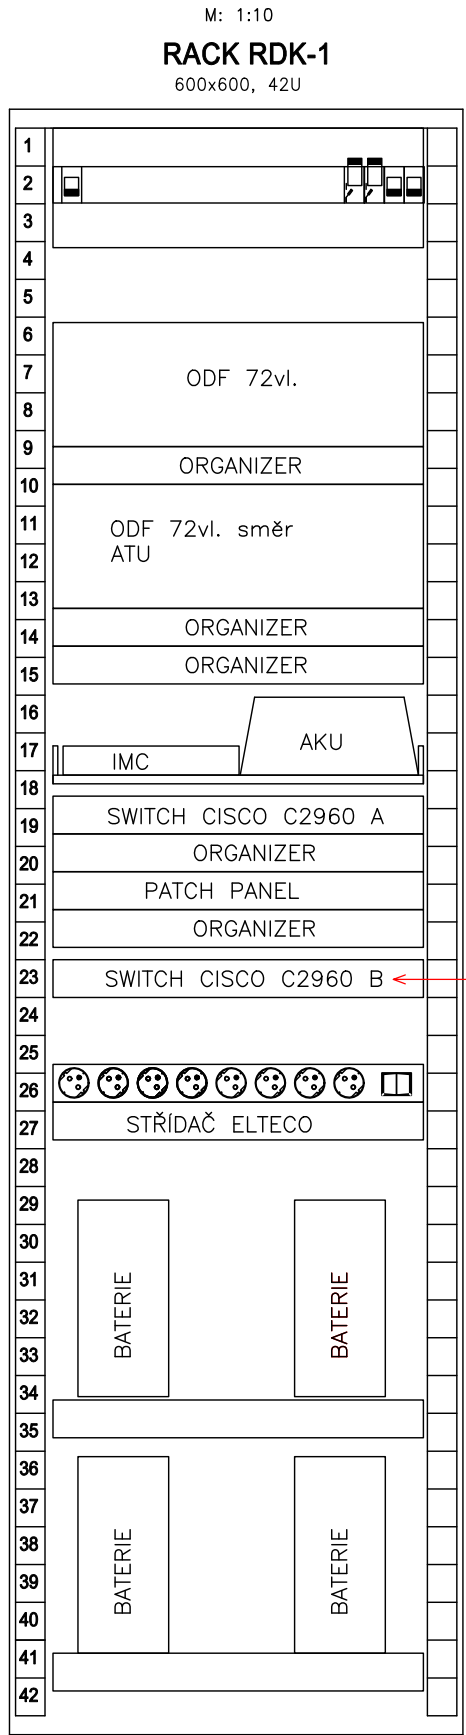 M: 1:10
RACK RDK-1
600x600, 42U
1
2
3
4
5
6
7
ODF 72vl.
8
9
ORGANIZER
10
11
ODF 72vl. směr
12
ATU
13
14
ORGANIZER
15
ORGANIZER
16
17
IMC
AKU
18
19
SWITCH CISCO C2960 A
20
ORGANIZER
21
PATCH PANEL
22
ORGANIZER
23
SWITCH CISCO C2960 B
24
25
26
27
STŘÍDAČ ELTECO
28
29
30
31
32
33
BATERIE
BATERIE
34
35
36
37
38
39
40
BATERIE
BATERIE
41
42